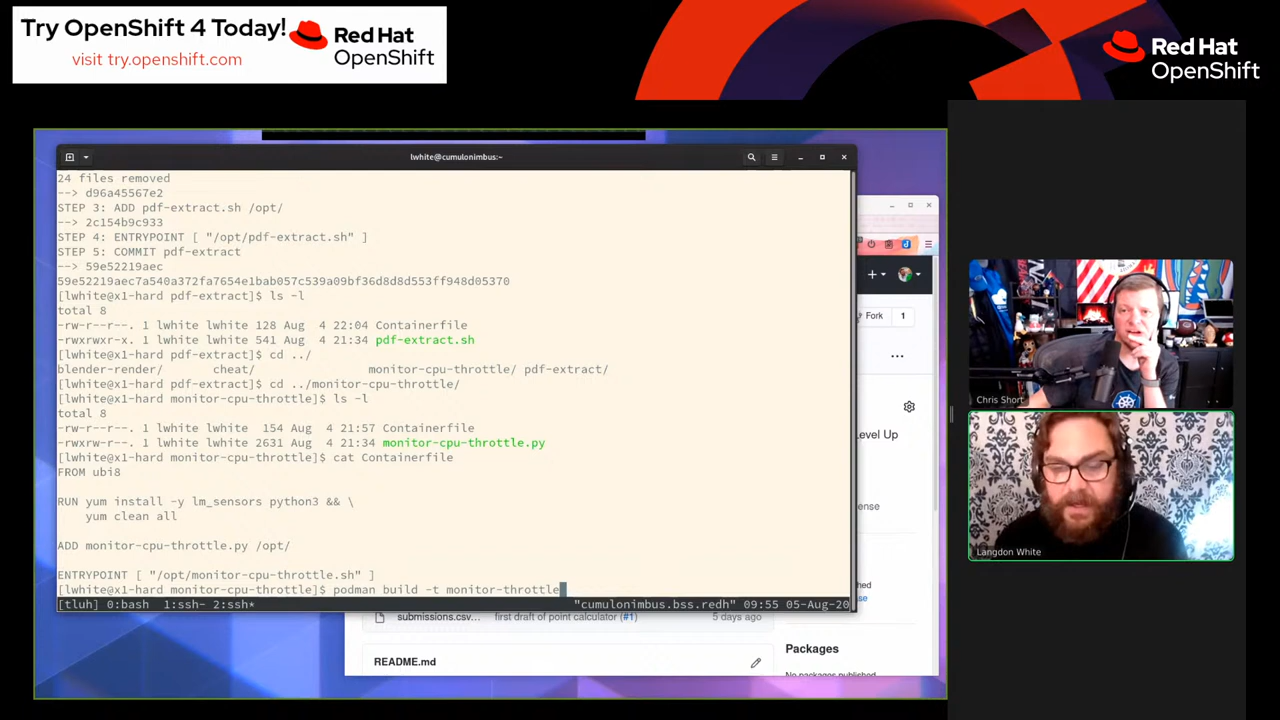 Try OpenShift 4 Today!
visit try.openshift.com
Red Hat
OpenShift
Red Hat
OpenShift
lwhite@cumulonimbus:~
24 files removed
--> d96a45567e2
STEP 3: ADD pdf-extract.sh /opt/
--> 2c154b9c933
STEP 4: ENTRYPOINT [ "/opt/pdf-extract.sh" ]
STEP 5: COMMIT pdf-extract
--> 59e52219aec
59e52219aec7a540a372fa7654e1bab057c539a09bf36d8d8d553ff948d05370
[lwhite@x1-hard pdf-extract]$ ls -l
total 8
-rw-r--r--. 1 lwhite lwhite 128 Aug  4 22:04 Containerfile
-rwxrwxr-x. 1 lwhite lwhite 541 Aug  4 21:34 pdf-extract.sh
[lwhite@x1-hard pdf-extract]$ cd ../
blender-render/       cheat/                monitor-cpu-throttle/ pdf-extract/
[lwhite@x1-hard pdf-extract]$ cd ../monitor-cpu-throttle/
[lwhite@x1-hard monitor-cpu-throttle]$ ls -l
total 8
-rw-r--r--. 1 lwhite lwhite  154 Aug  4 21:57 Containerfile
-rwxrw-r--. 1 lwhite lwhite 2631 Aug  4 21:34 monitor-cpu-throttle.py
[lwhite@x1-hard monitor-cpu-throttle]$ cat Containerfile
FROM ubi8
RUN yum install -y lm_sensors python3 && \
    yum clean all
ADD monitor-cpu-throttle.py /opt/
ENTRYPOINT [ "/opt/monitor-cpu-throttle.sh" ]
[lwhite@x1-hard monitor-cpu-throttle]$ podman build -t monitor-throttle
[tluh] 0:bash  1:ssh- 2:ssh* "cumulonimbus.bss.redh" 09:55 05-Aug-20
Fork 1
Level Up
ense
se
submissions.csv... first draft of point calculator (#1) 5 days ago
README.md
Packages
No packages published
Chris Short
Langdon White